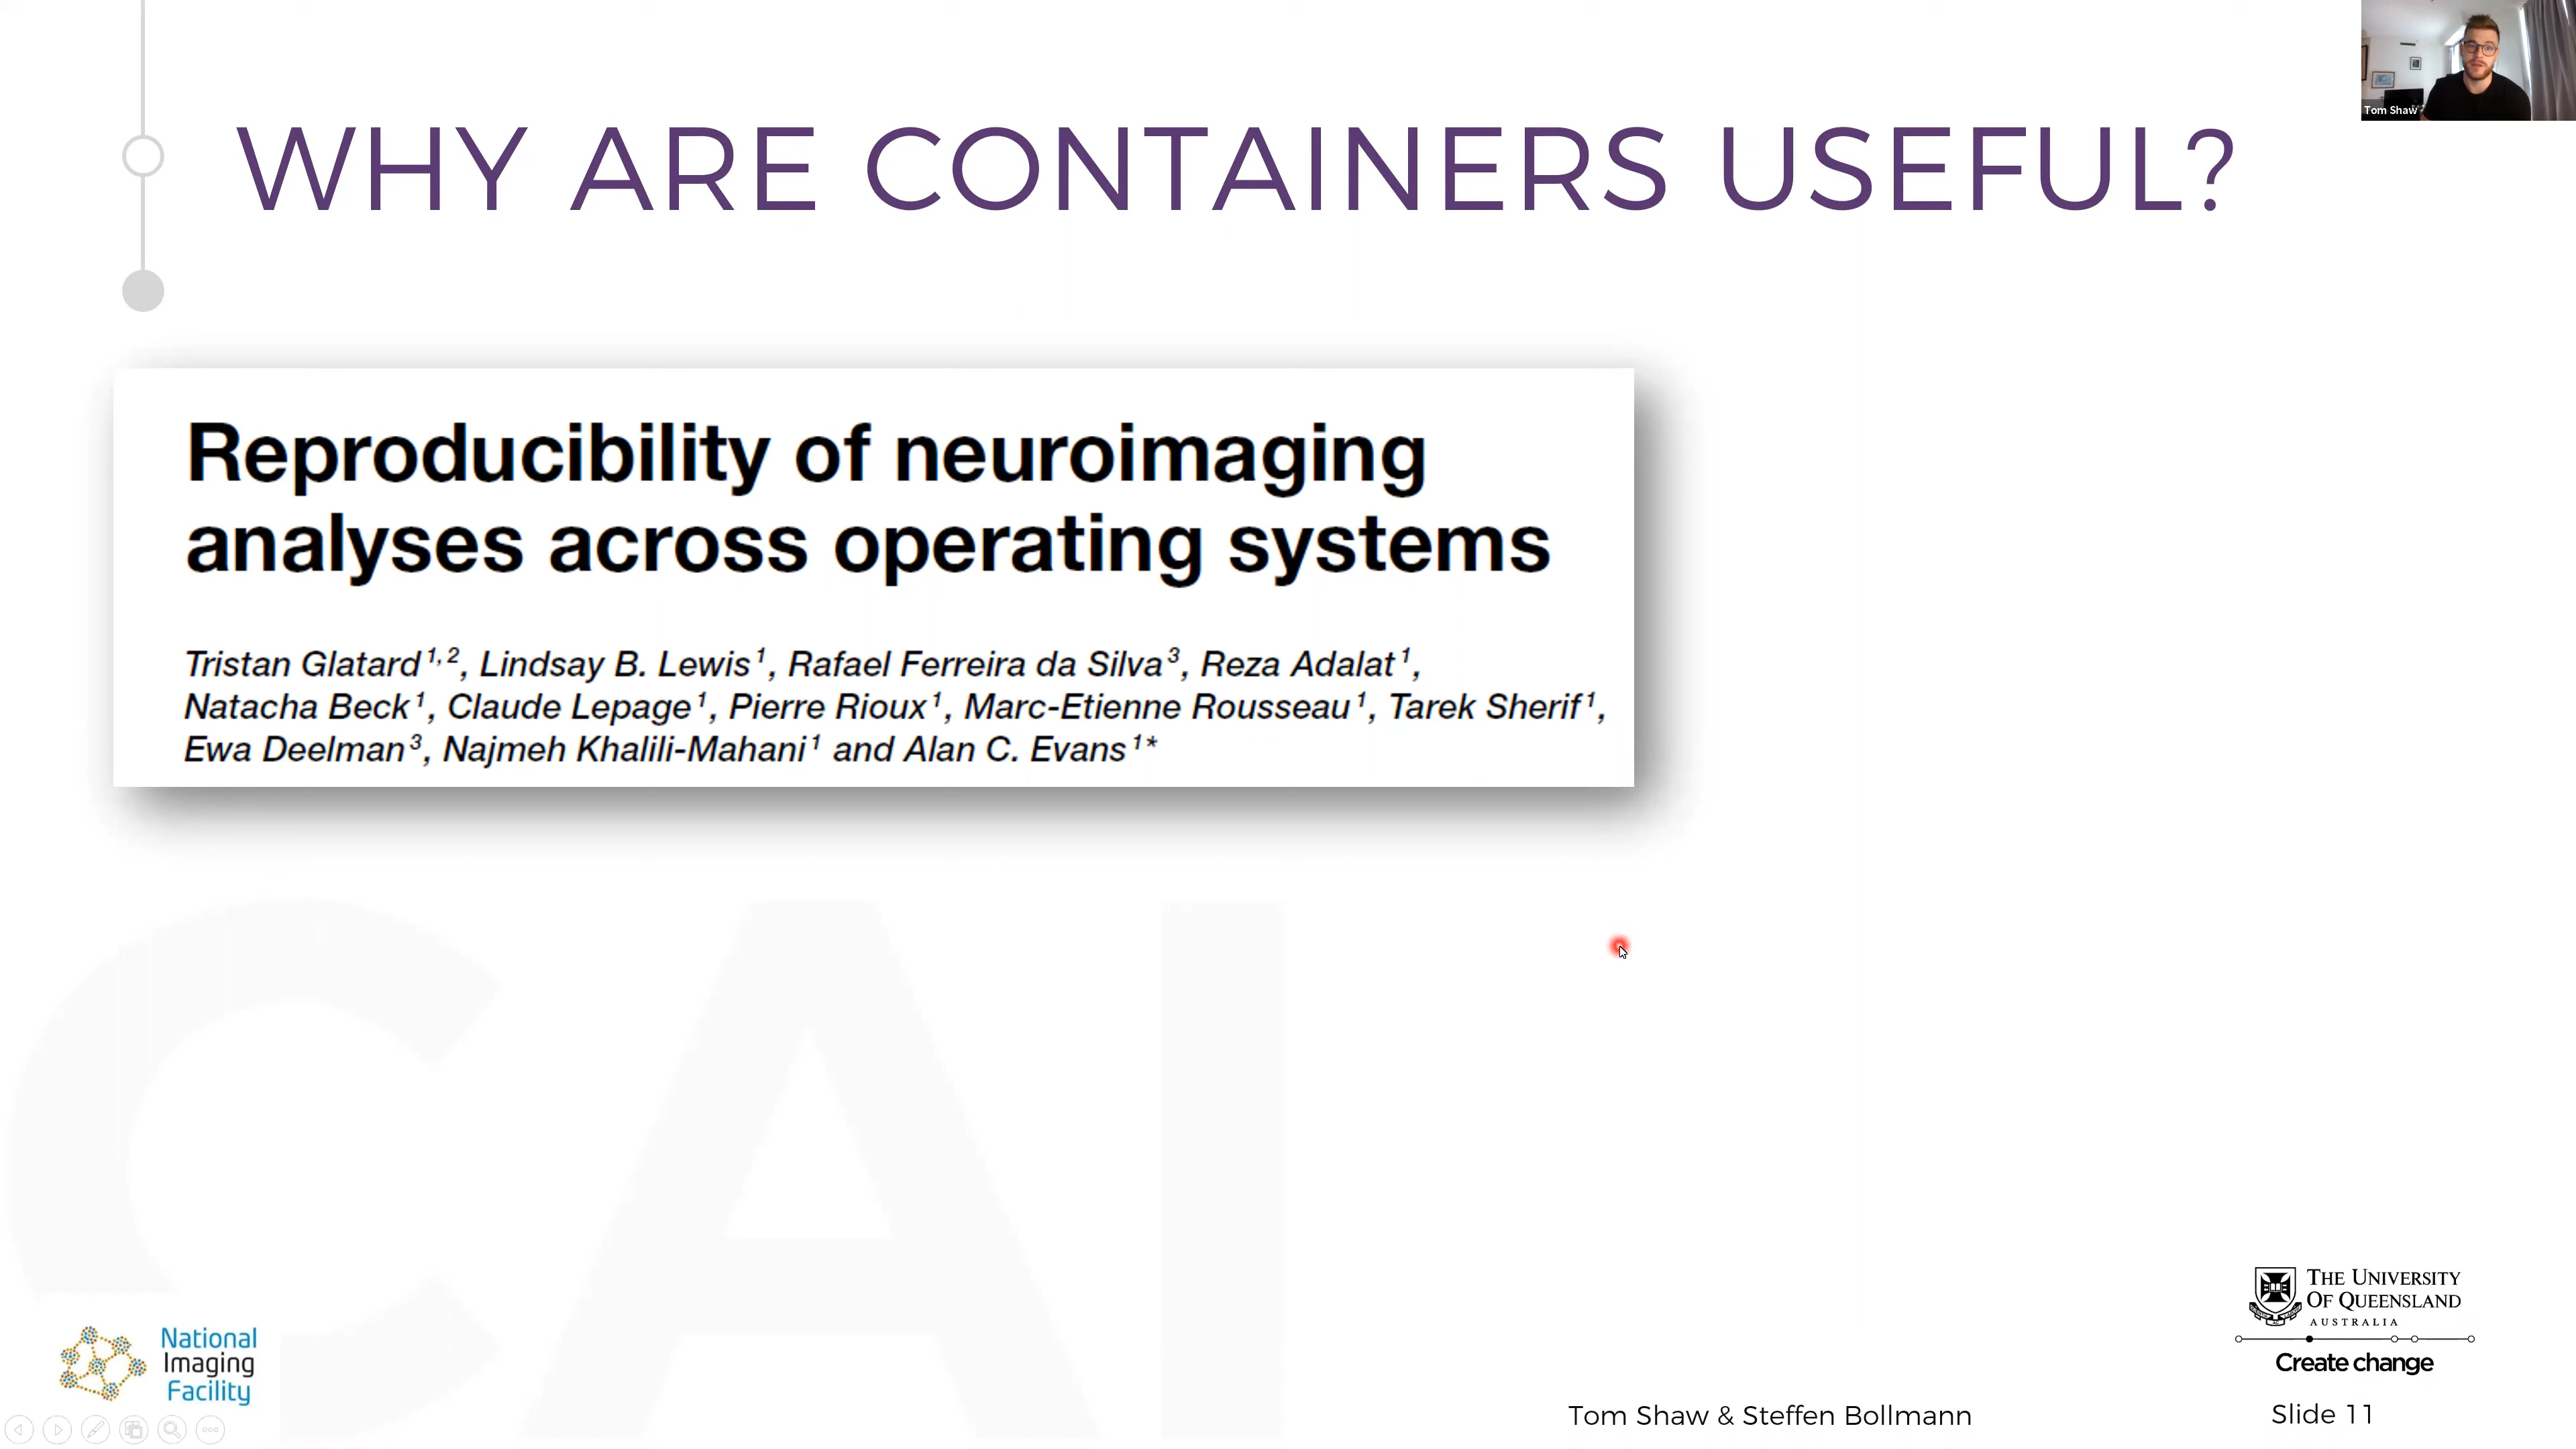 Tom Shaw
WHY ARE CONTAINERS USEFUL?
Reproducibility of neuroimaging
analyses across operating systems
Tristan Glatard 1, 2, Lindsay B. Lewis 1, Rafael Ferreira da Silva 3, Reza Adalat 1,
Natacha Beck 1, Claude Lepage 1, Pierre Rioux 1, Marc-Etienne Rousseau 1, Tarek Sherif 1,
Ewa Deelman 3, Najmeh Khalili-Mahani 1 and Alan C. Evans 1*
CAI
National
Imaging
Facility
THE UNIVERSITY
OF QUEENSLAND
AUSTRALIA
Create change
Tom Shaw & Steffen Bollmann
Slide 11